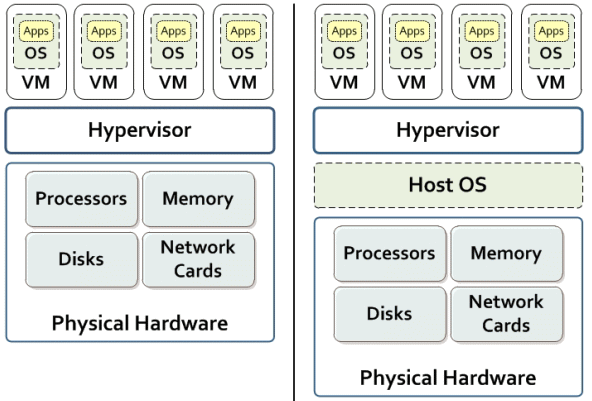 Apps
OS
VM
Apps
OS
VM
Apps
OS
VM
Apps
OS
VM
Hypervisor
Processors
Memory
Disks
Network
Cards
Physical Hardware
Apps
OS
VM
Apps
OS
VM
Apps
OS
VM
Apps
OS
VM
Hypervisor
Host OS
Processors
Memory
Disks
Network
Cards
Physical Hardware